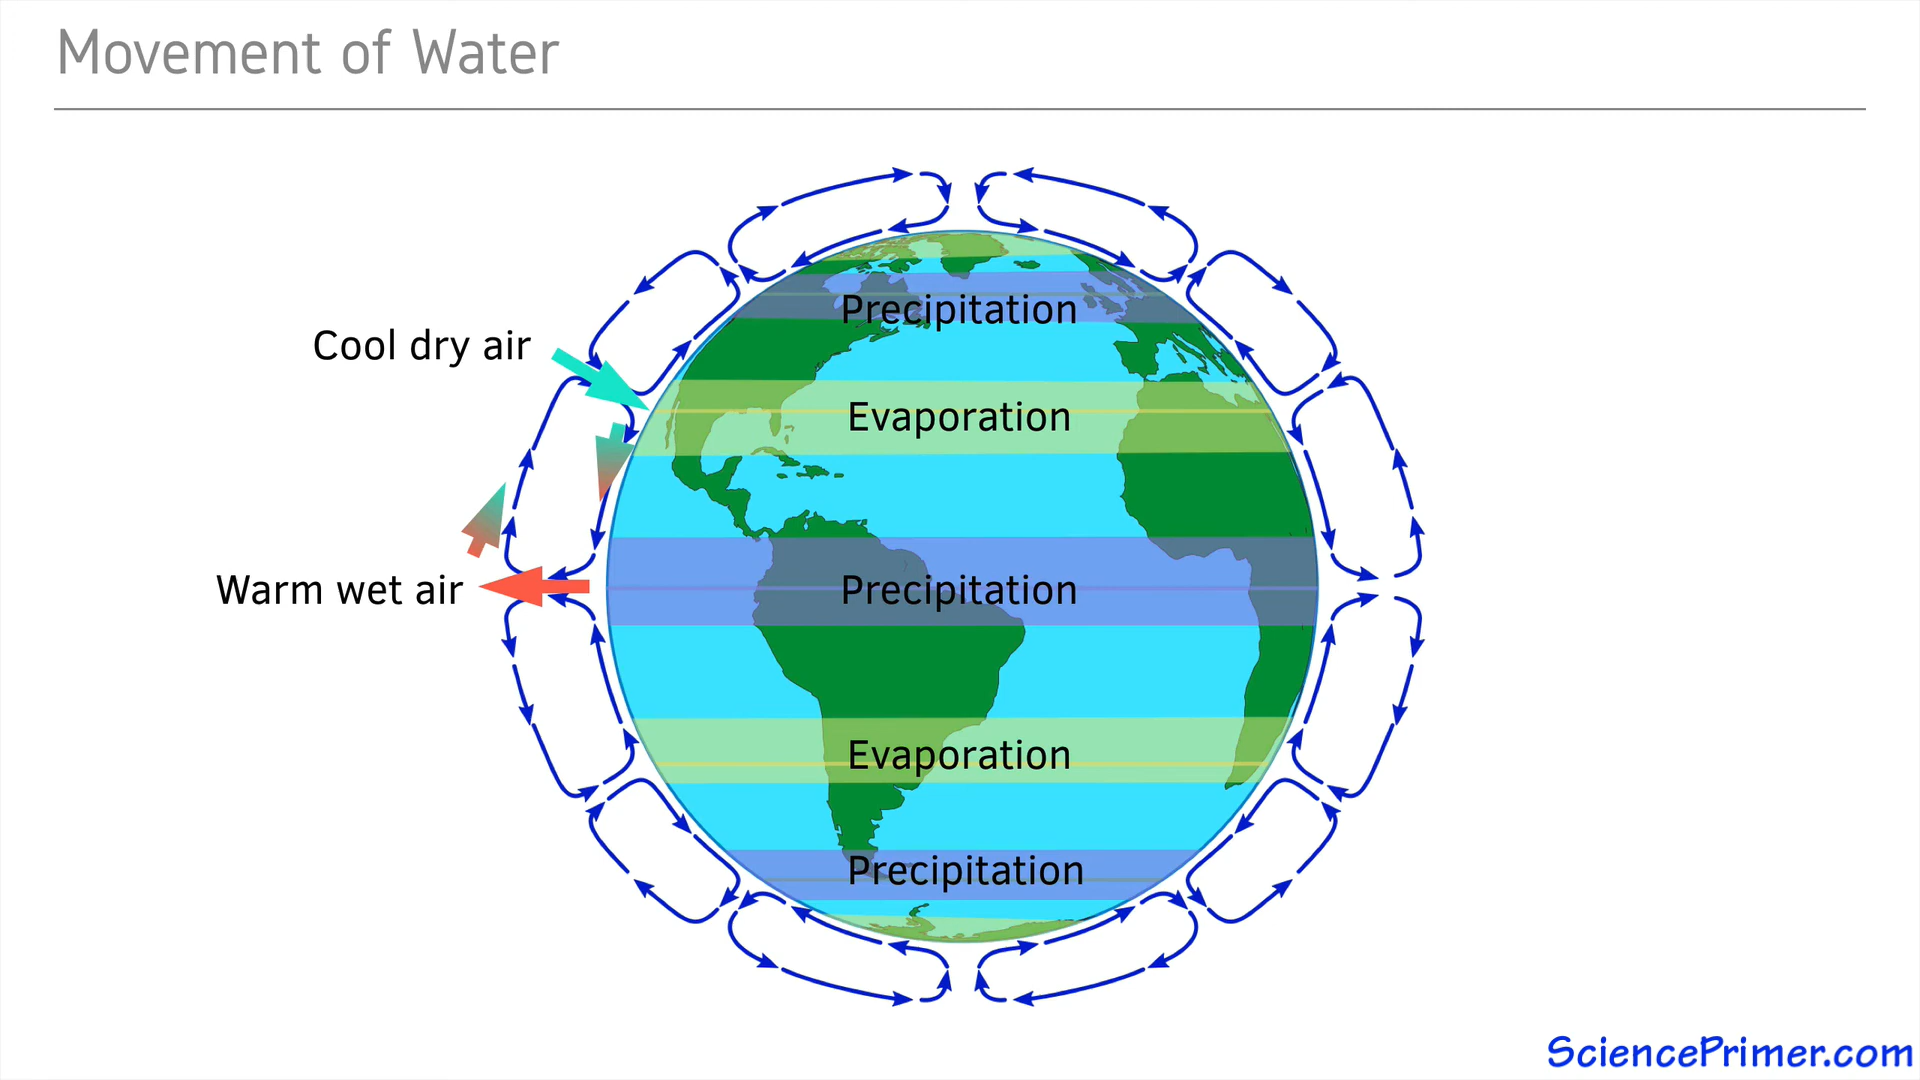 Movement of Water
Precipitation
Cool dry air
Evaporation
Warm wet air
Precipitation
Evaporation
Precipitation
SciencePrimer.com